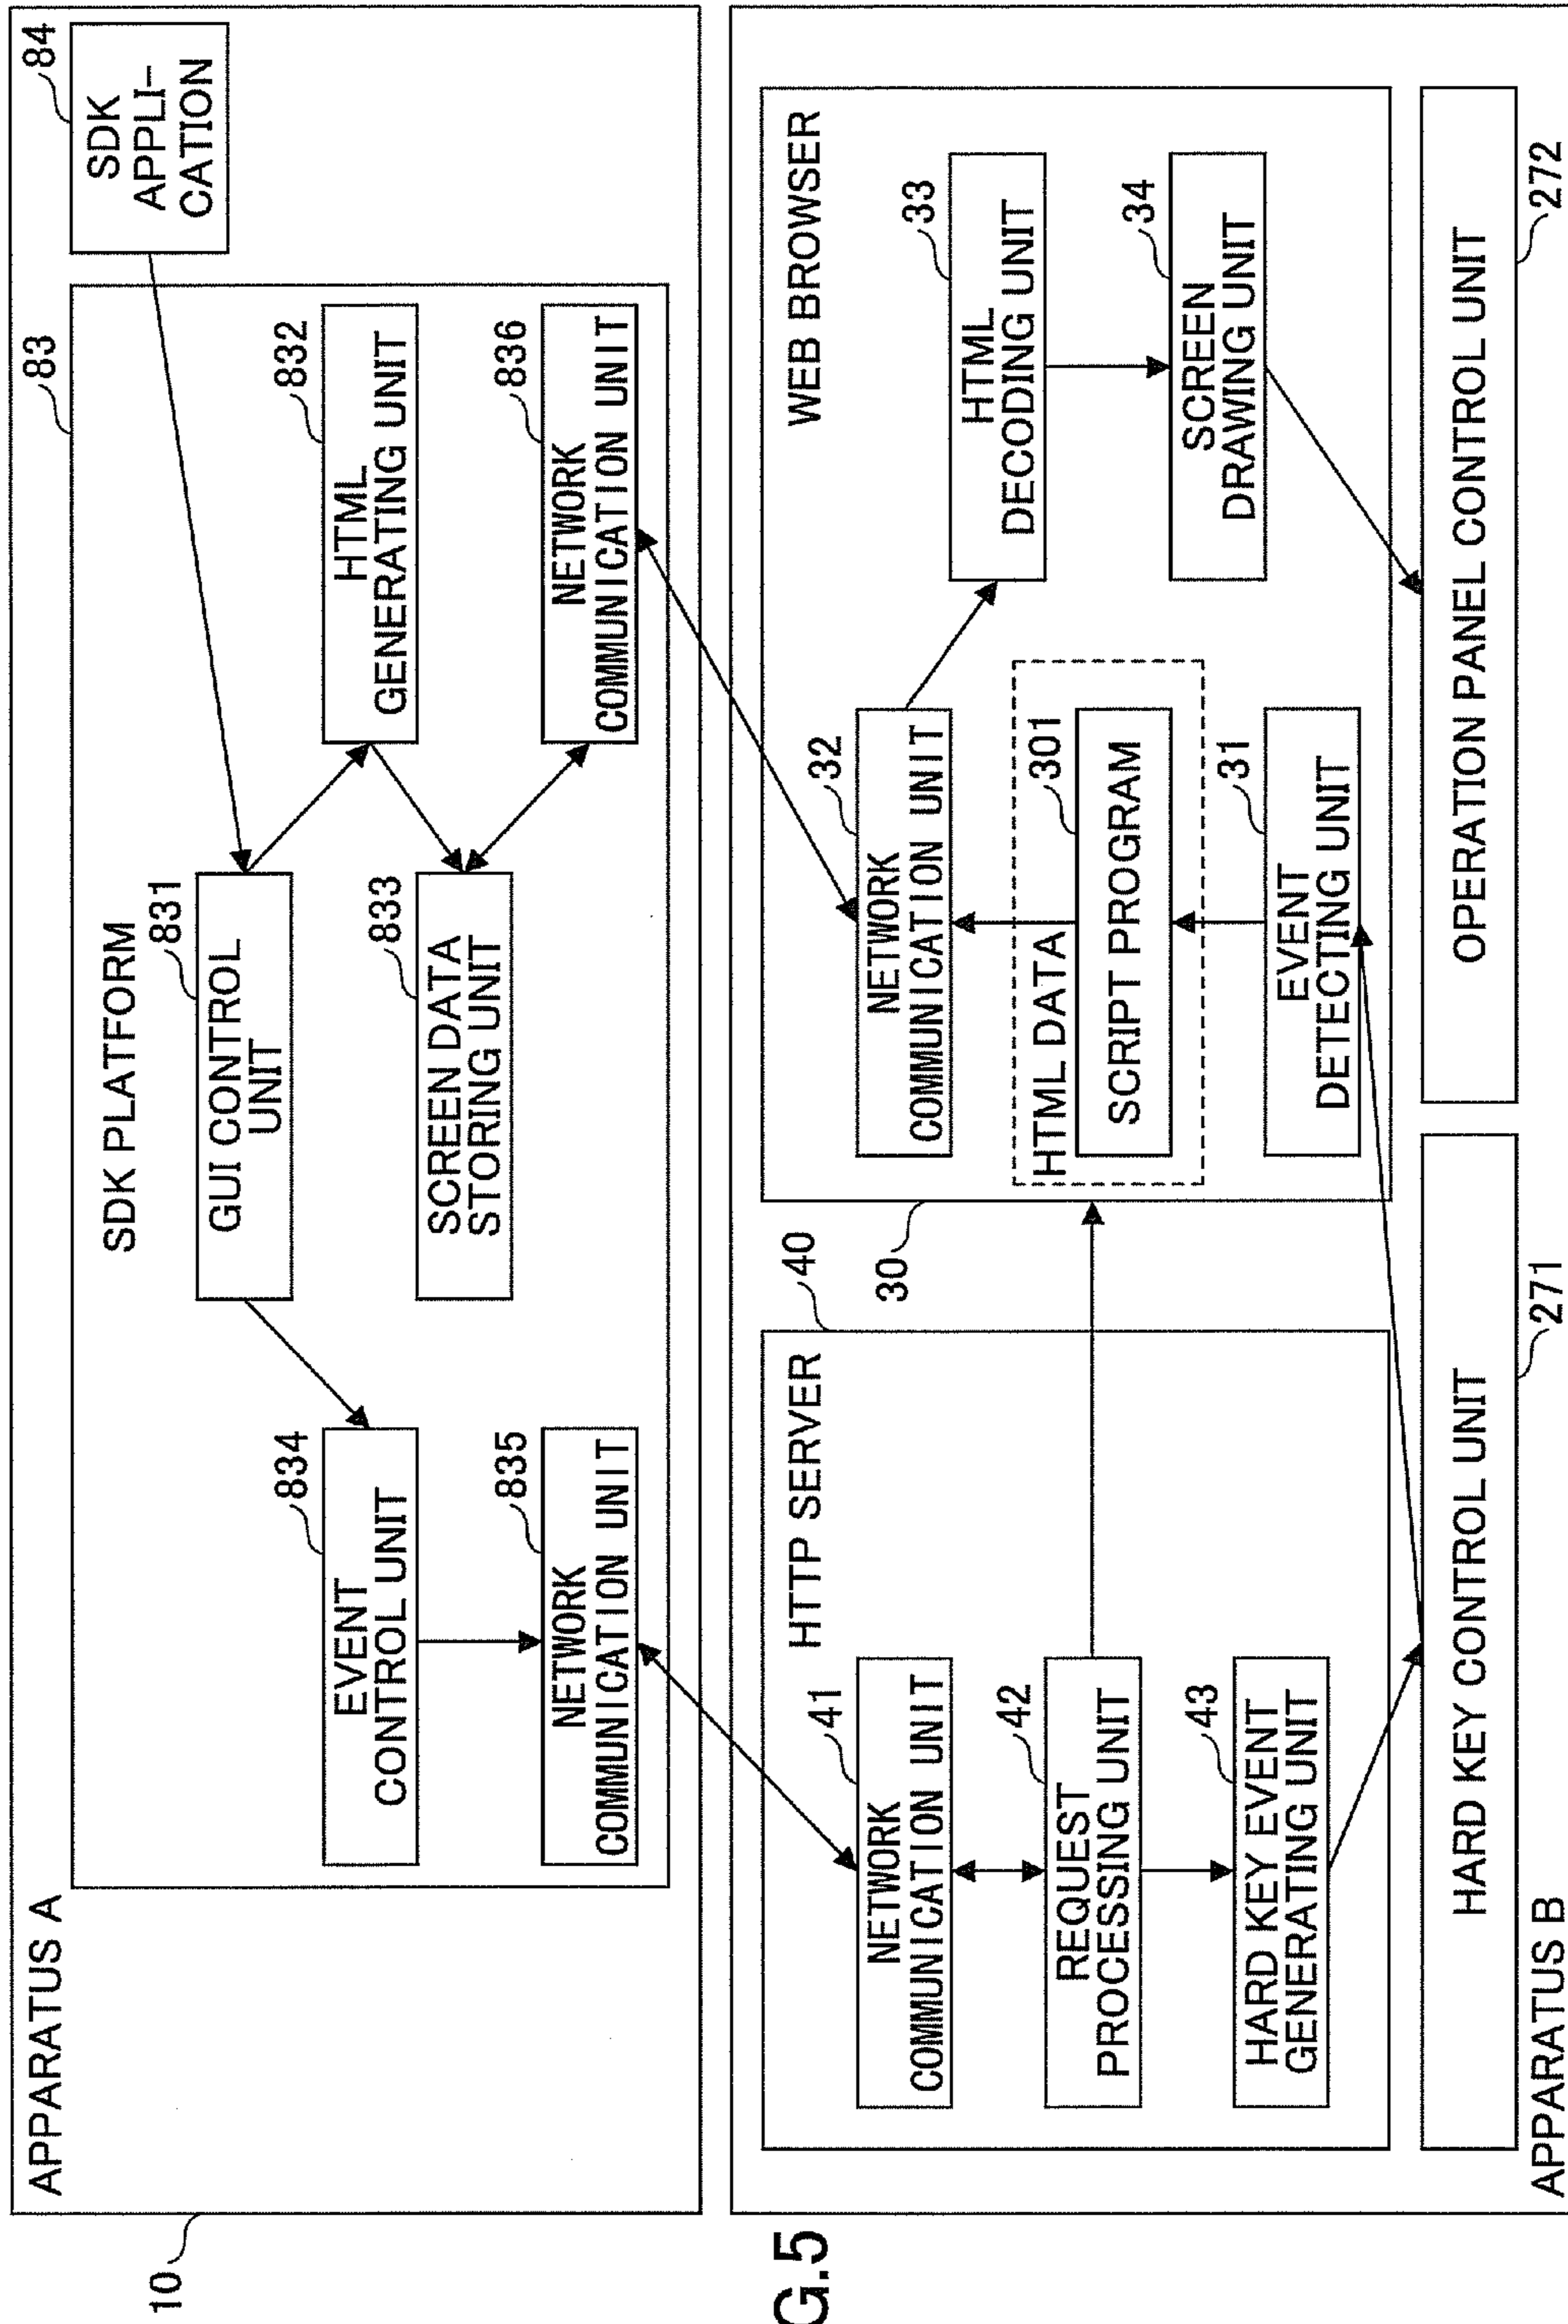 G.5
10
APPARATUS A
83
84
SDK
APPLI-
CATION
SDK PLATFORM
831
GUI CONTROL
UNIT
832
HTML
GENERATING UNIT
833
SCREEN DATA
STORING UNIT
834
EVENT
CONTROL UNIT
835
NETWORK
COMMUNICATION UNIT
836
NETWORK
COMMUNICATION UNIT
40
HTTP SERVER
41
NETWORK
COMMUNICATION UNIT
42
REQUEST
PROCESSING UNIT
43
HARD KEY EVENT
GENERATING UNIT
30
WEB BROWSER
32
NETWORK
COMMUNICATION UNIT
33
HTML
DECODING UNIT
HTML DATA
301
SCRIPT PROGRAM
34
SCREEN
DRAWING UNIT
31
EVENT
DETECTING UNIT
HARD KEY CONTROL UNIT
271
OPERATION PANEL CONTROL UNIT
272
APPARATUS B